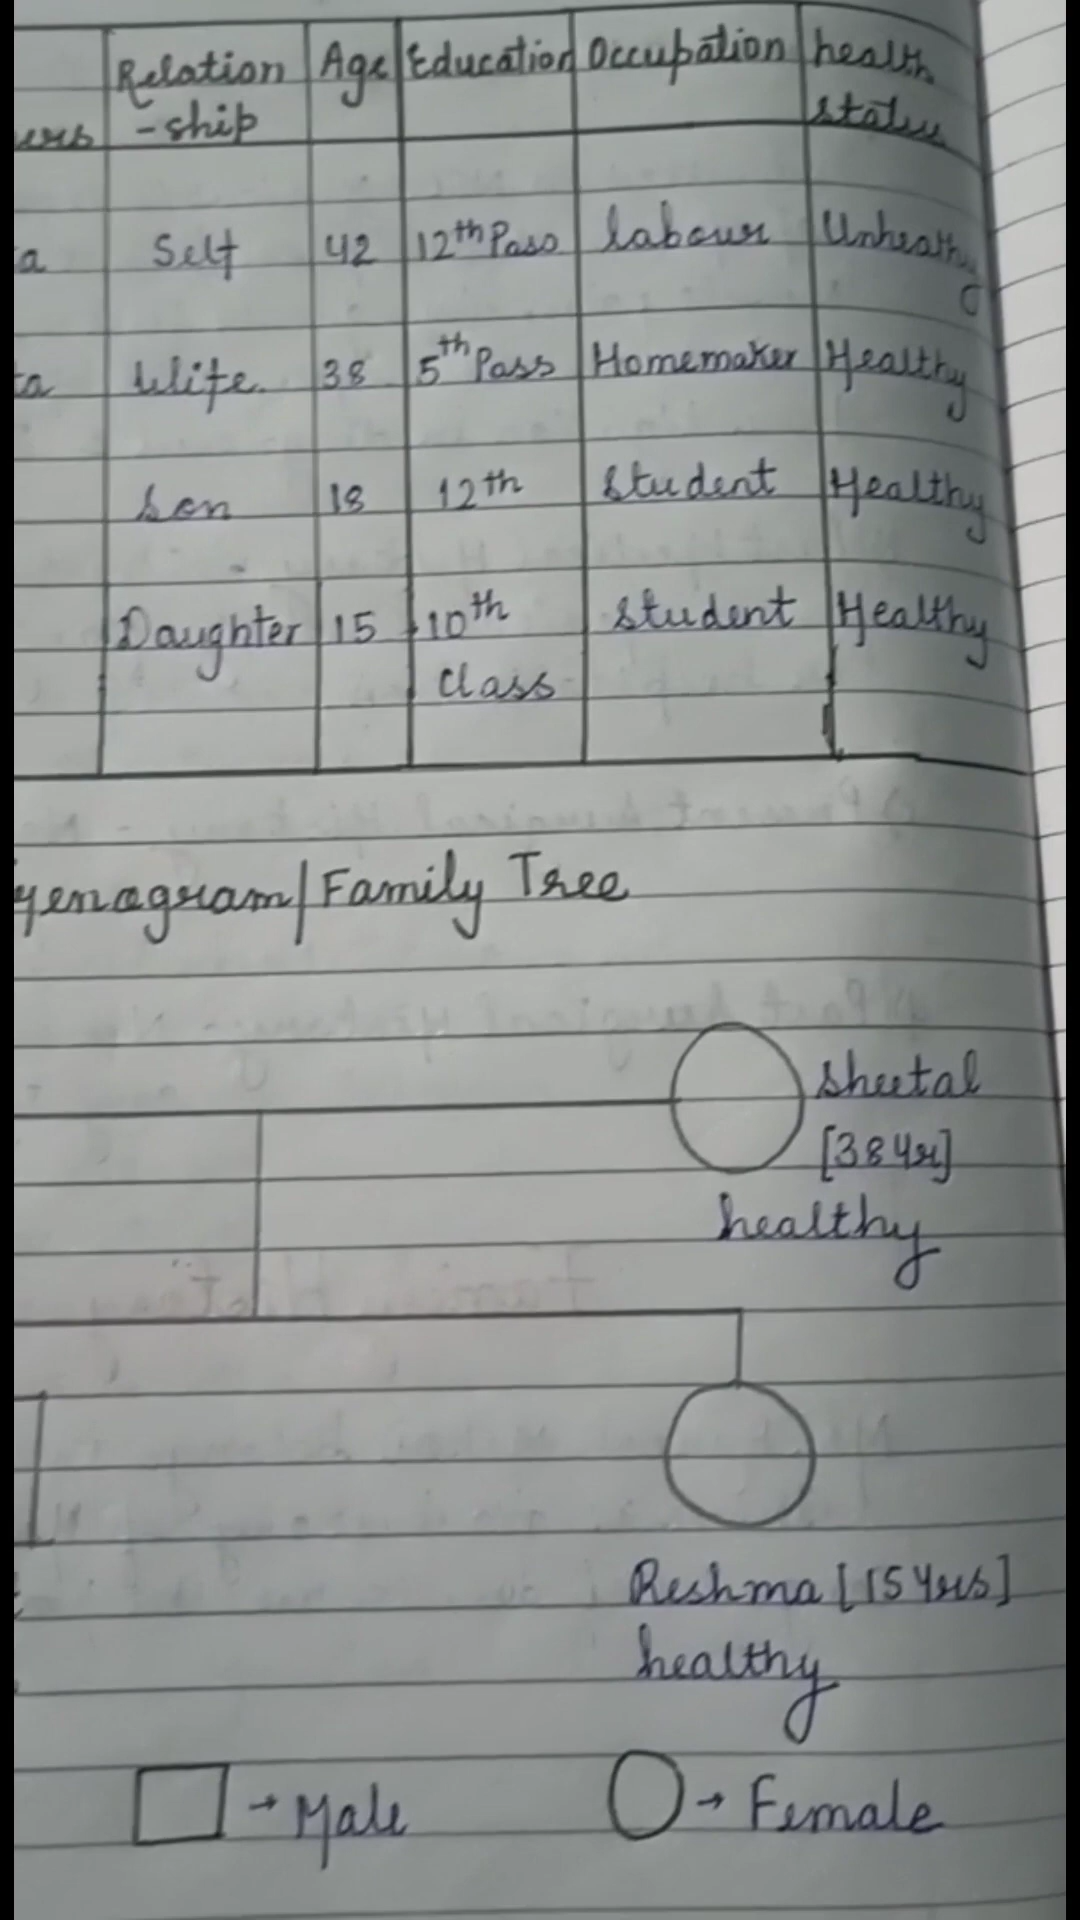 Relation Age Education Occupation health
-ship status
Self 42 12th Pass labour Unhealthy
Wife 38 5th Pass Homemaker Healthy
Son 18 12th Student Healthy
Daughter 15 10th Student Healthy
Class
genogram/Family Tree
Sheetal
[38 Yr]
healthy
Reshma [15 Yrs]
healthy
→ Male → Female